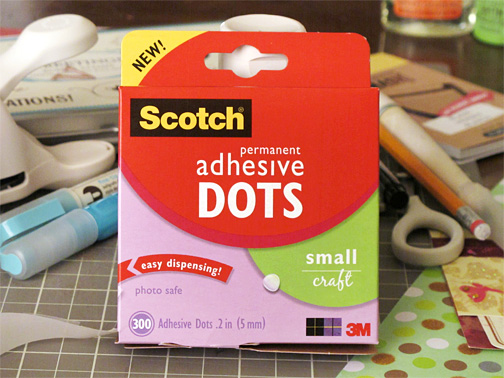 NEW!
Scotch®
permanent
adhesive
DOTS
easy dispensing!
small
craft
photo safe
300 Adhesive Dots .2 in (5 mm)
3M